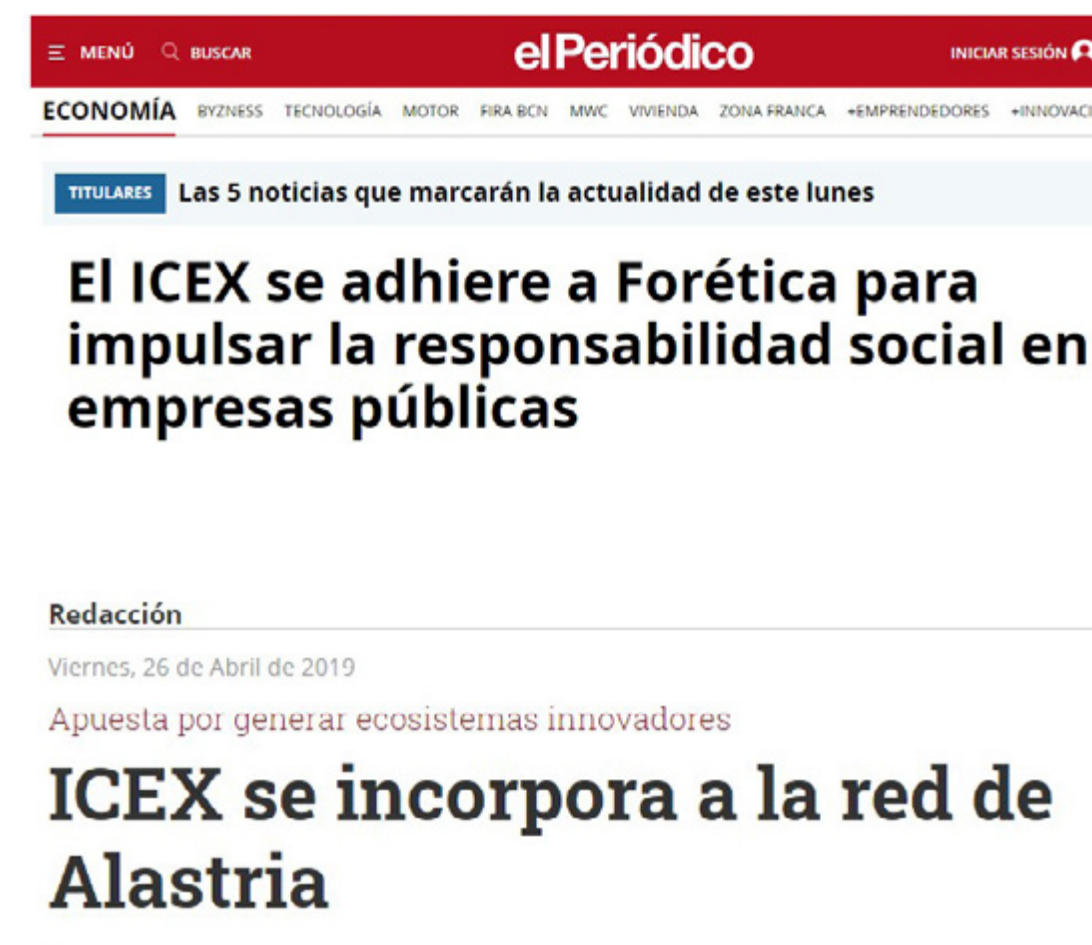 MENÚ BUSCAR elPeriódico INICIAR SESIÓN
ECONOMÍA BYZNESS TECNOLOGÍA MOTOR FIRA BCN MWC VIVIENDA ZONA FRANCA +EMPRENDEDORES +INNOVACI
TITULARES Las 5 noticias que marcarán la actualidad de este lunes
El ICEX se adhiere a Forética para
impulsar la responsabilidad social en
empresas públicas
Redacción
Viernes, 26 de Abril de 2019
Apuesta por generar ecosistemas innovadores
ICEX se incorpora a la red de
Alastria